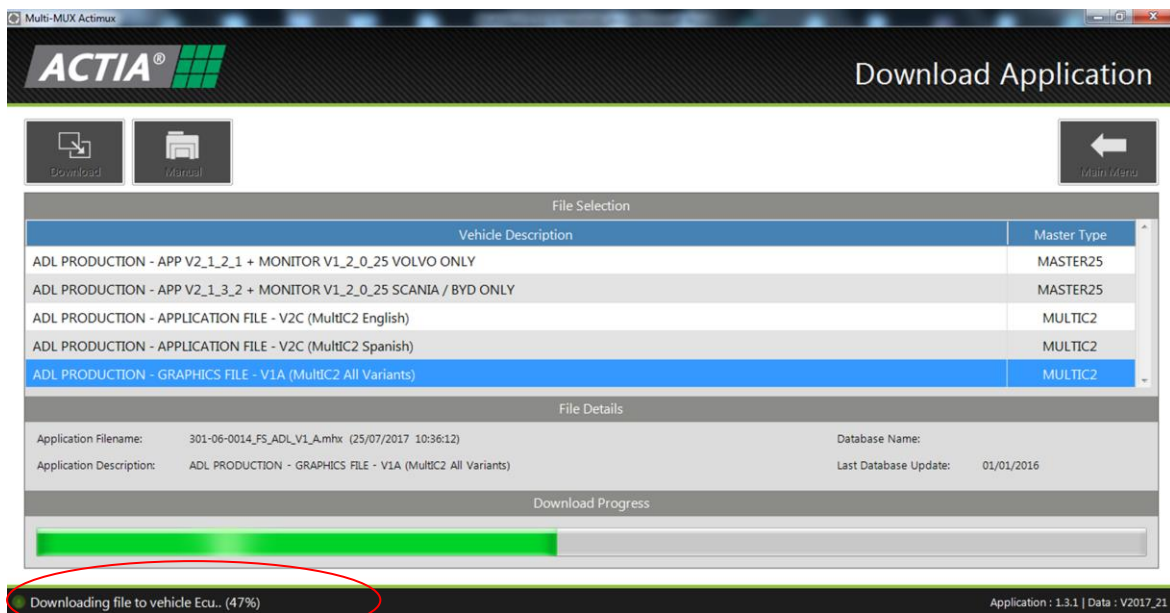 Multi-MUX Actimux
ACTIA®
Download Application
Download
Manual
Main Menu
File Selection
Vehicle Description
Master Type
ADL PRODUCTION - APP V2_1_2_1 + MONITOR V1_2_0_25 VOLVO ONLY
MASTER25
ADL PRODUCTION - APP V2_1_3_2 + MONITOR V1_2_0_25 SCANIA / BYD ONLY
MASTER25
ADL PRODUCTION - APPLICATION FILE - V2C (MultIC2 English)
MULTIC2
ADL PRODUCTION - APPLICATION FILE - V2C (MultIC2 Spanish)
MULTIC2
ADL PRODUCTION - GRAPHICS FILE - V1A (MultIC2 All Variants)
MULTIC2
File Details
Application Filename: 301-06-0014_FS_ADL_V1_A.mhx (25/07/2017 10:36:12)
Database Name:
Application Description: ADL PRODUCTION - GRAPHICS FILE - V1A (MultIC2 All Variants)
Last Database Update: 01/01/2016
Download Progress
Downloading file to vehicle Ecu.. (47%)
Application : 1.3.1 | Data : V2017_21